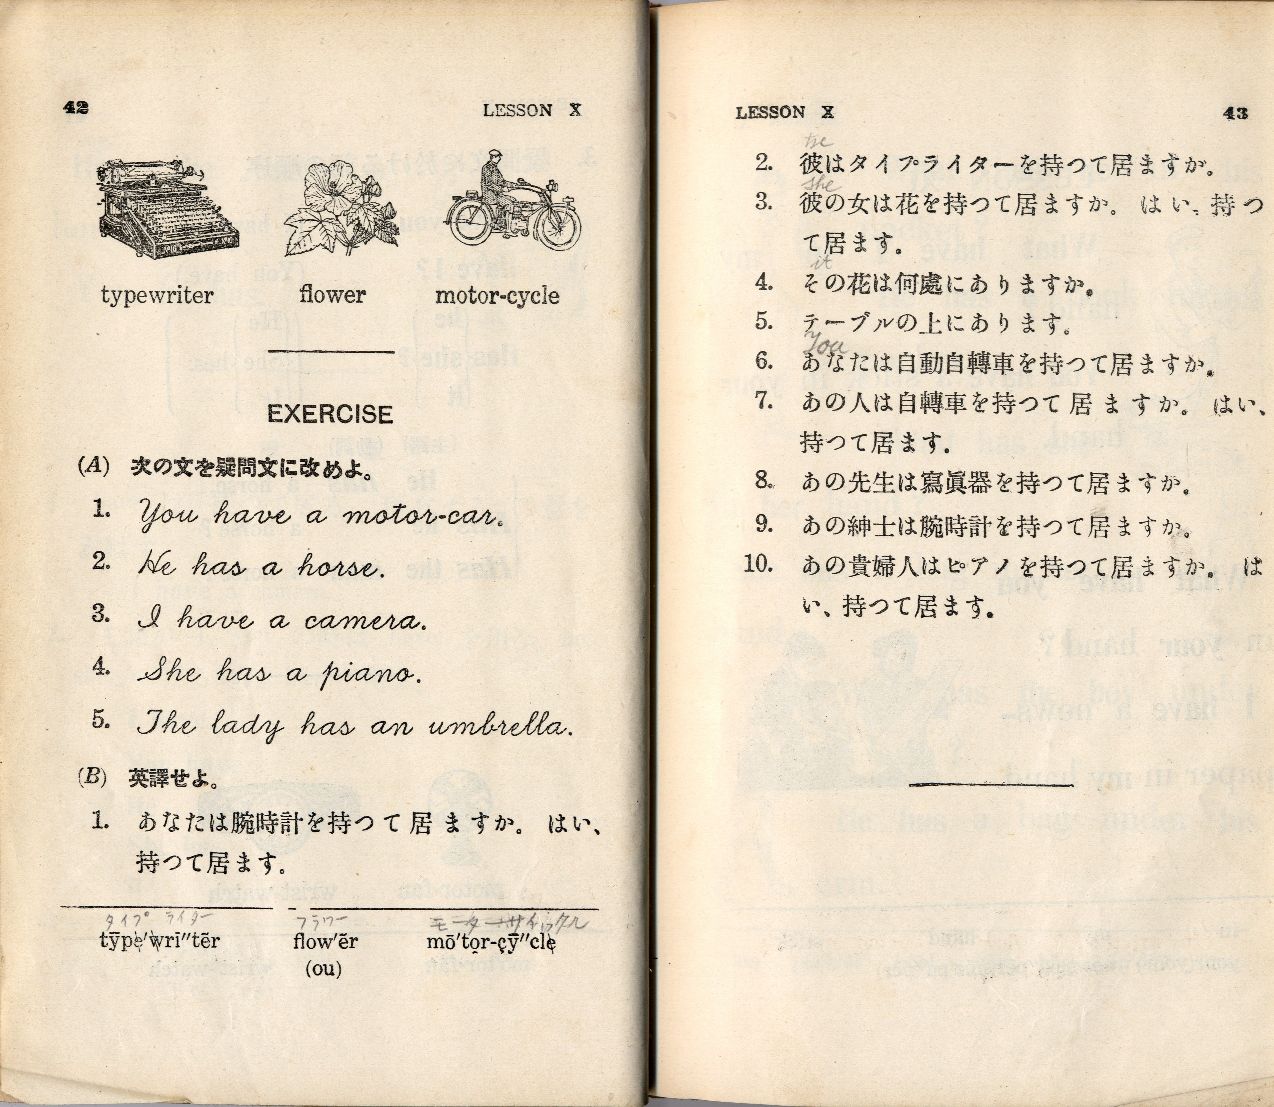 42
LESSON X
typewriter flower motor-cycle
EXERCISE
(A) 次の文を疑問文に改めよ。
1. You have a motor-car.
2. He has a horse.
3. I have a camera.
4. She has a piano.
5. The lady has an umbrella.
(B) 英譯せよ。
1. あなたは腕時計を持つて居ますか。 はい、
持つて居ます。
タイプ ライター フラワー モーターサイックル
tȳpe̸′w̸rī″tẽr flow′ẽr mō′tor-çȳ″cle̸
(ou)
LESSON X
43
he
2. 彼はタイプライターを持つて居ますか。
she
3. 彼の女は花を持つて居ますか。 はい、持つ
て居ます。
it
4. その花は何處にありますか。
5. テーブルの上にあります。
You
6. あなたは自動自轉車を持つて居ますか。
7. あの人は自轉車を持つて居ますか。 はい、
持つて居ます。
8. あの先生は寫眞器を持つて居ますか。
9. あの紳士は腕時計を持つて居ますか。
10. あの貴婦人はピアノを持つて居ますか。 は
い、持つて居ます。